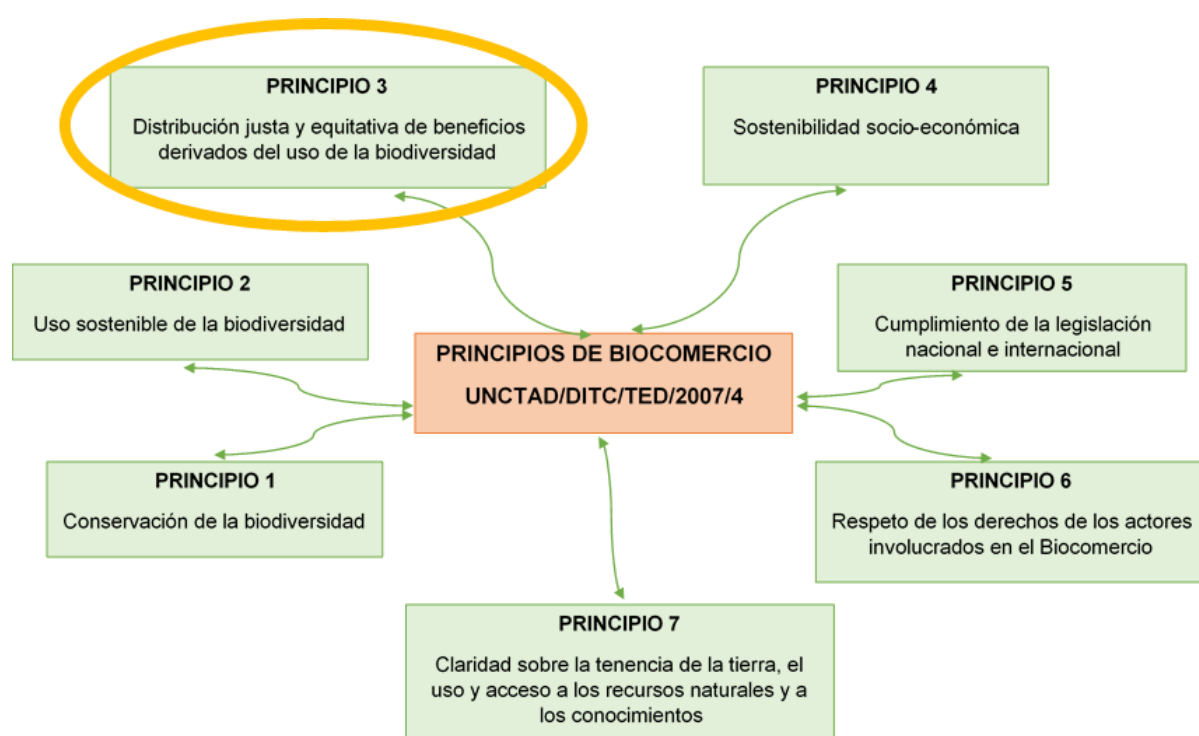 PRINCIPIO 3
Distribución justa y equitativa de beneficios
derivados del uso de la biodiversidad
PRINCIPIO 4
Sostenibilidad socio-económica
PRINCIPIO 2
Uso sostenible de la biodiversidad
PRINCIPIO 5
Cumplimiento de la legislación
nacional e internacional
PRINCIPIOS DE BIOCOMERCIO
UNCTAD/DITC/TED/2007/4
PRINCIPIO 1
Conservación de la biodiversidad
PRINCIPIO 6
Respeto de los derechos de los actores
involucrados en el Biocomercio
PRINCIPIO 7
Claridad sobre la tenencia de la tierra, el
uso y acceso a los recursos naturales y a
los conocimientos